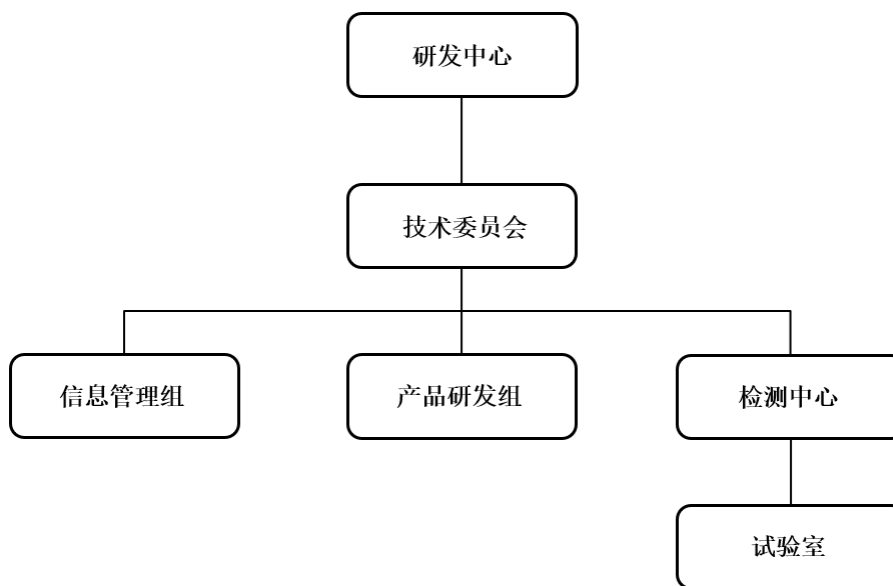 研发中心
技术委员会
信息管理组
产品研发组
检测中心
试验室